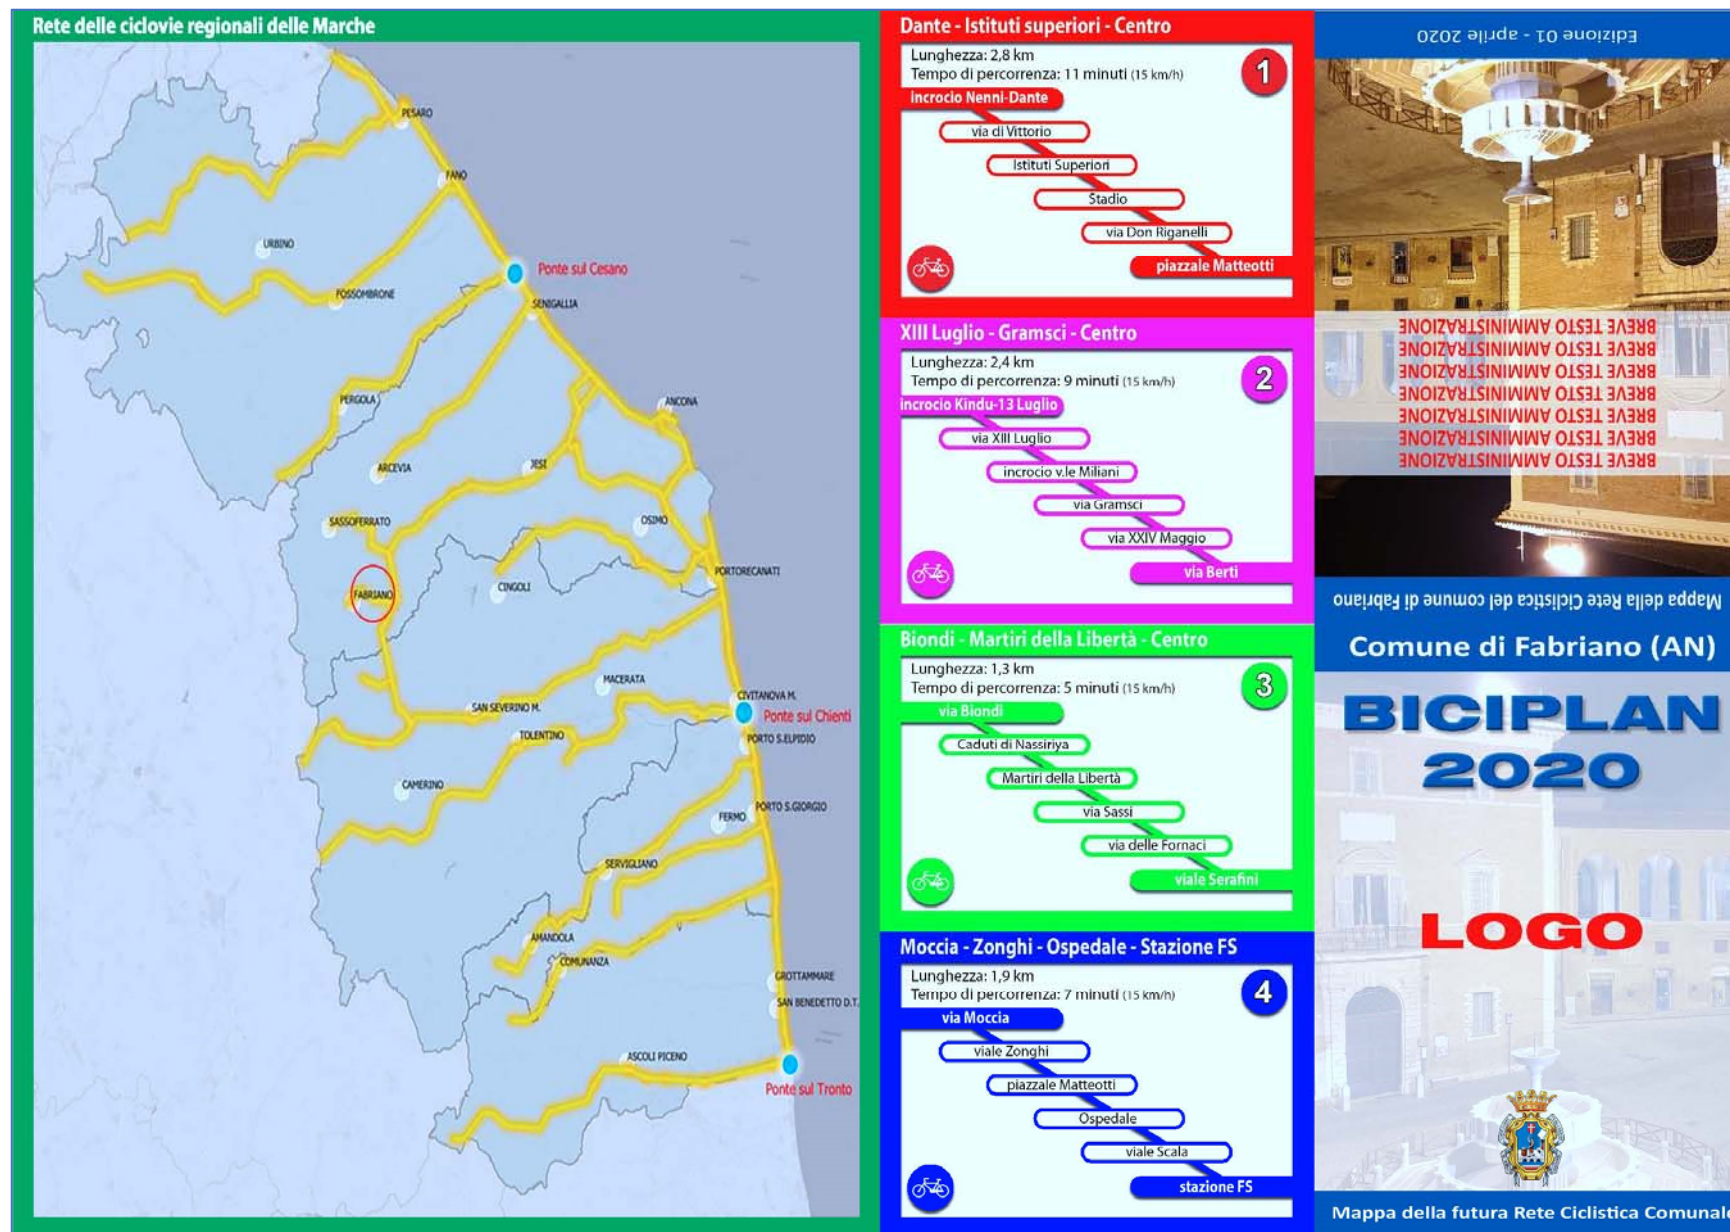 Rete delle ciclovie regionali delle Marche
PESARO
FANO
URBINO
Ponte sul Cesano
FOSSOMBRONE
SENIGALLIA
PERGOLA
ANCONA
ARCEVIA
JESI
SASSOFERRATO
OSIMO
FABRIANO
CINGOLI
PORTORECANATI
MACERATA
CIVITANOVA M.
SAN SEVERINO M.
Ponte sul Chienti
TOLENTINO
PORTO S.ELPIDIO
CAMERINO
PORTO S.GIORGIO
FERMO
SERVIGLIANO
AMANDOLA
COMUNANZA
GROTTAMMARE
SAN BENEDETTO D.T.
ASCOLI PICENO
Ponte sul Tronto
Dante - Istituti superiori - Centro
Lunghezza: 2,8 km
Tempo di percorrenza: 11 minuti (15 km/h)
1
incrocio Nenni-Dante
via di Vittorio
Istituti Superiori
Stadio
via Don Riganelli
piazzale Matteotti
XIII Luglio - Gramsci - Centro
Lunghezza: 2,4 km
Tempo di percorrenza: 9 minuti (15 km/h)
2
incrocio Kindu-13 Luglio
via XIII Luglio
incrocio v.le Miliani
via Gramsci
via XXIV Maggio
via Berti
Biondi - Martiri della Libertà - Centro
Lunghezza: 1,3 km
Tempo di percorrenza: 5 minuti (15 km/h)
3
via Biondi
Caduti di Nassiriya
Martiri della Libertà
via Sassi
via delle Fornaci
viale Serafini
Moccia - Zonghi - Ospedale - Stazione FS
Lunghezza: 1,9 km
Tempo di percorrenza: 7 minuti (15 km/h)
4
via Moccia
viale Zonghi
piazzale Matteotti
Ospedale
viale Scala
stazione FS
Mappa della Rete Ciclistica del comune di Fabriano
BREVE TESTO AMMINISTRAZIONE
BREVE TESTO AMMINISTRAZIONE
BREVE TESTO AMMINISTRAZIONE
BREVE TESTO AMMINISTRAZIONE
BREVE TESTO AMMINISTRAZIONE
BREVE TESTO AMMINISTRAZIONE
BREVE TESTO AMMINISTRAZIONE
Edizione 01 - aprile 2020
Comune di Fabriano (AN)
BICIPLAN
2020
LOGO
Mappa della futura Rete Ciclistica Comunale